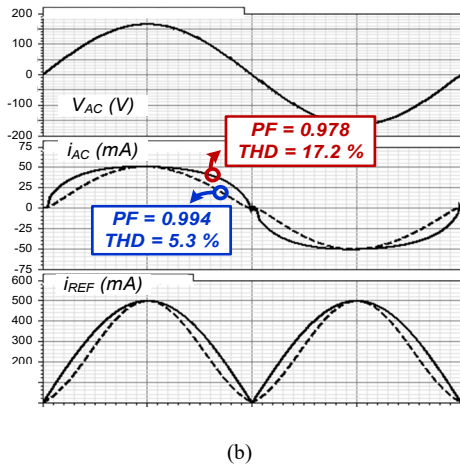 200
100
0
-100
-200
V_AC (V)
PF = 0.978
THD = 17.2 %
75
50
25
0
-25
-50
75
i_AC (mA)
PF = 0.994
THD = 5.3 %
600
500
400
300
200
i_REF (mA)
(b)